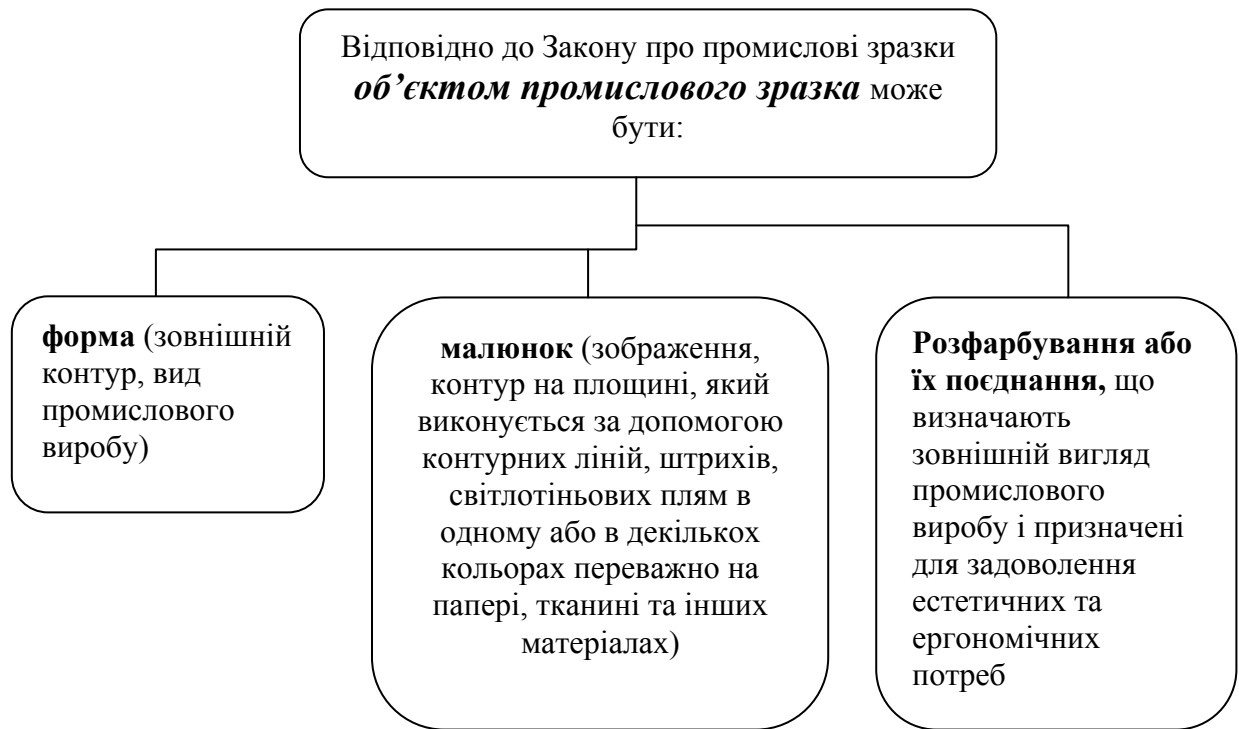 Відповідно до Закону про промислові зразки
об’єктом промислового зразка може
бути:
форма (зовнішній
контур, вид
промислового
виробу)
малюнок (зображення,
контур на площині, який
виконується за допомогою
контурних ліній, штрихів,
світлотіньових плям в
одному або в декількох
кольорах переважно на
папері, тканині та інших
матеріалах)
Розфарбування або
їх поєднання, що
визначають
зовнішній вигляд
промислового
виробу і призначені
для задоволення
естетичних та
ергономічних
потреб